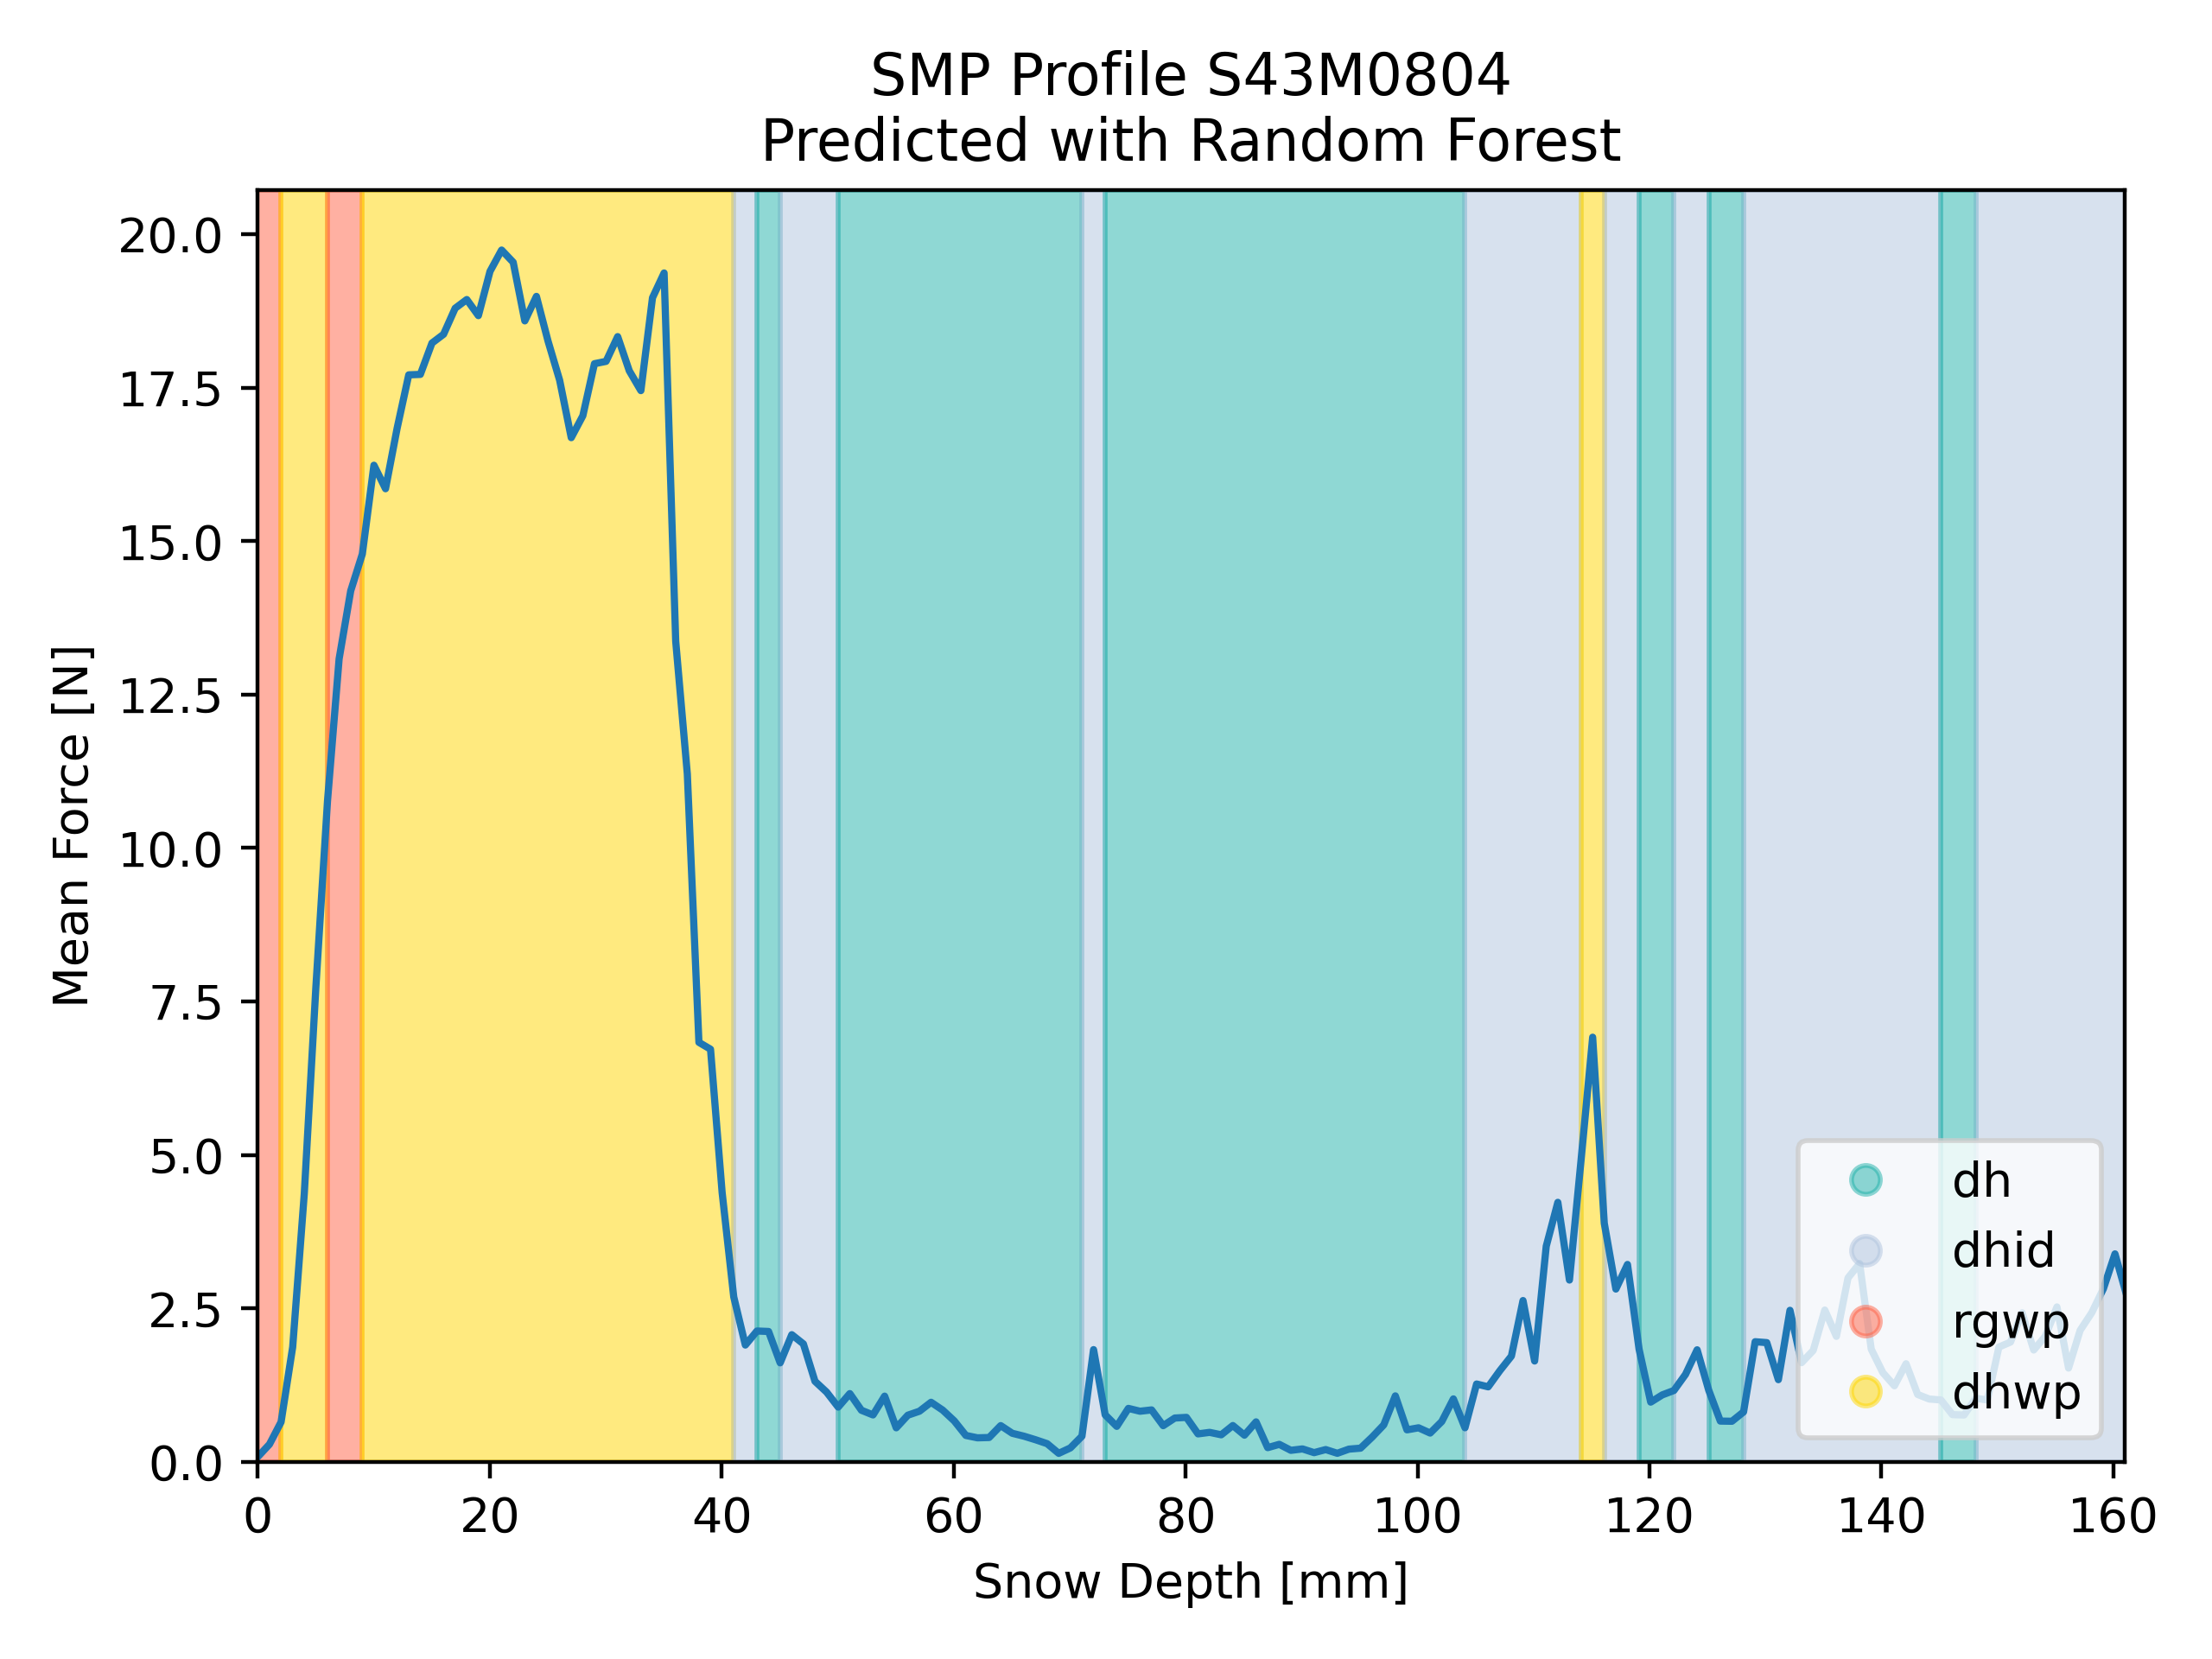 SMP Profile S43M0804
Predicted with Random Forest
20.0
17.5
15.0
12.5
10.0
7.5
5.0
2.5
0.0
Mean Force [N]
dh
dhid
rgwp
dhwp
0 20 40 60 80 100 120 140 160
Snow Depth [mm]